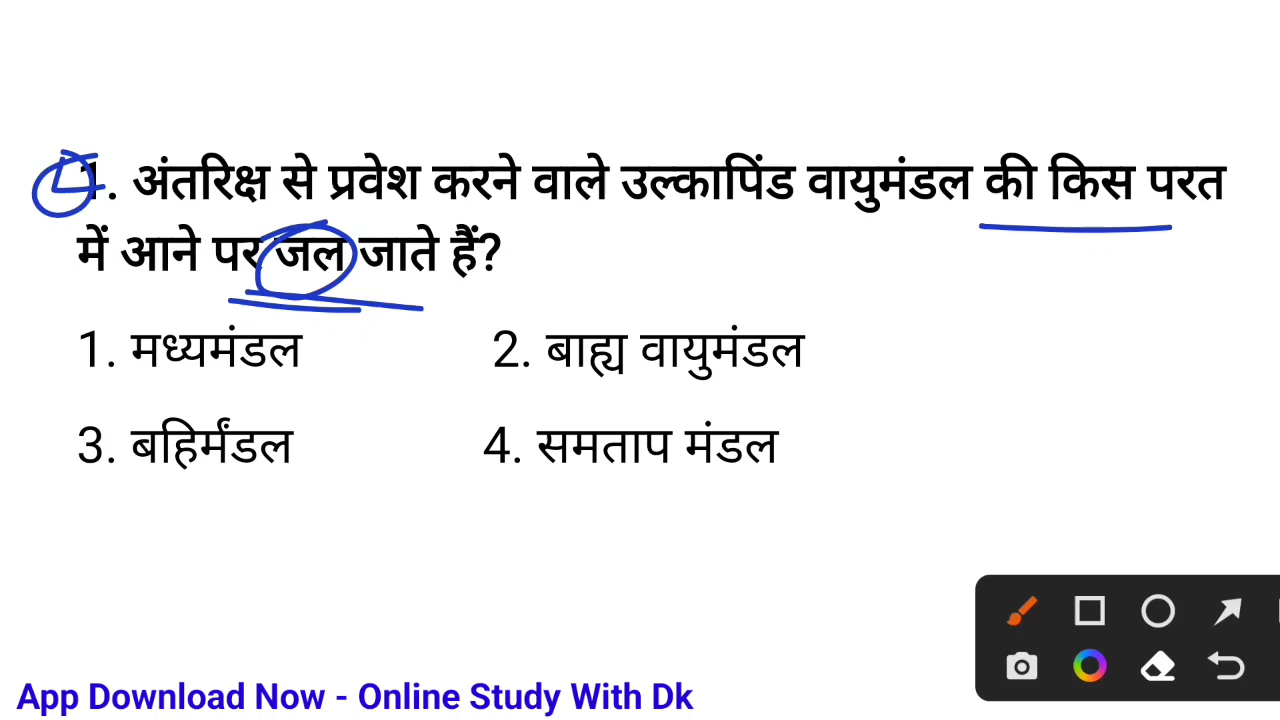 1. अंतरिक्ष से प्रवेश करने वाले उल्कापिंड वायुमंडल की किस परत
में आने पर जल जाते हैं?
1. मध्यमंडल 2. बाह्य वायुमंडल
3. बहिर्मंडल 4. समताप मंडल
App Download Now - Online Study With Dk